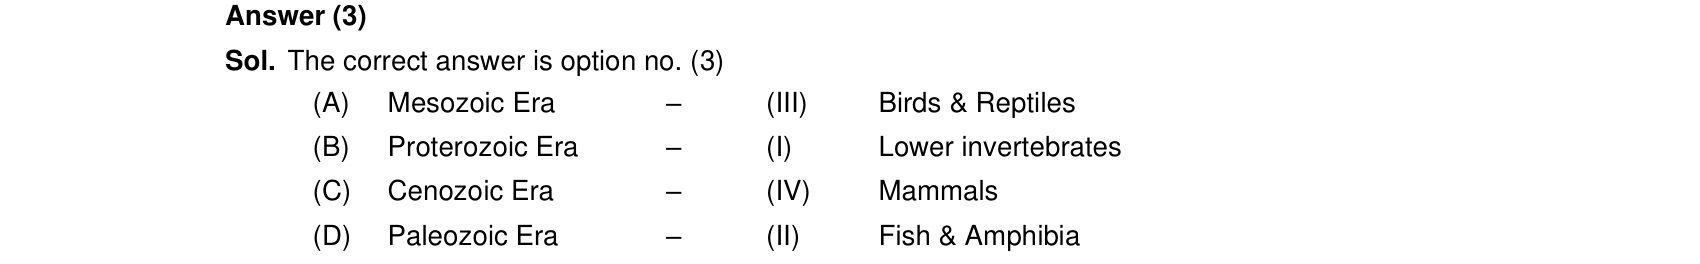 Answer (3)
Sol. The correct answer is option no. (3)
(A) Mesozoic Era – (III) Birds & Reptiles
(B) Proterozoic Era – (I) Lower invertebrates
(C) Cenozoic Era – (IV) Mammals
(D) Paleozoic Era – (II) Fish & Amphibia